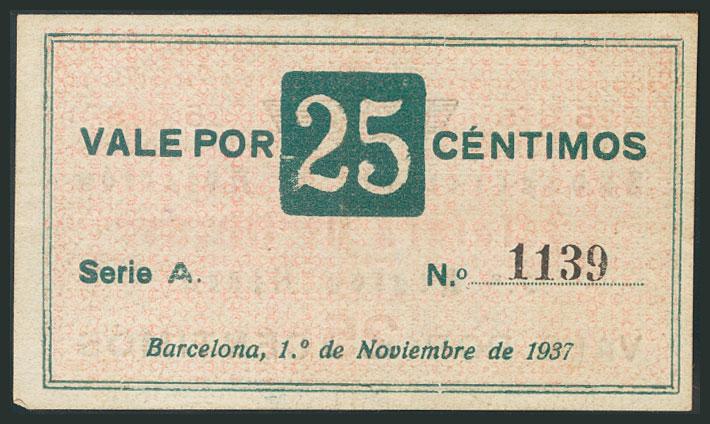 VALE POR 25 CÉNTIMOS
Serie A. N.º 1139
Barcelona, 1.º de Noviembre de 1937